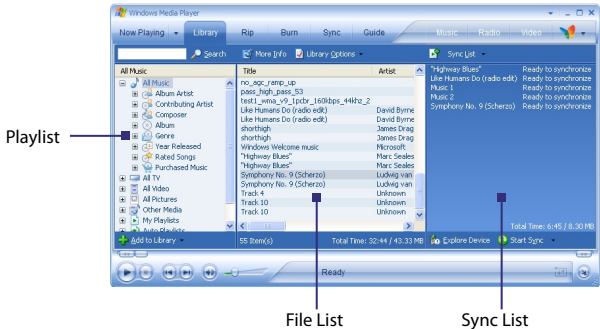 Windows Media Player
Now Playing Library Rip Burn Sync Guide Music Radio Video
Search More Info Library Options Sync List
All Music
All Music
Album Artist
Contributing Artist
Composer
Album
Genre
Year Released
Rated Songs
Purchased Music
All TV
All Video
All Pictures
Other Media
My Playlists
Auto Playlists
Add to Library
Playlist
Title Artist
no_agc_ramp_up
pass_high_pass_53
test1_wma_v9_1pcbr_160kbps_44khz_2
Like Humans Do (radio edit) David Byrne
Like Humans Do (radio edit) David Byrne
shorthigh James Drag
shorthigh James Drag
Windows Welcome music Microsoft
"Highway Blues" Marc Seales
"Highway Blues" Marc Seales
Symphony No. 9 (Scherzo) Ludwig van
Symphony No. 9 (Scherzo) Ludwig van
Track 4 Unknown
Track 10 Unknown
Track 10 Unknown
55 Item(s) Total Time: 32:44 / 43.33 MB
"Highway Blues" Ready to synchronize
Like Humans Do (radio edit) Ready to synchronize
Music 1 Ready to synchronize
Music 2 Ready to synchronize
Symphony No. 9 (Scherzo) Ready to synchronize
Total Time: 6:45 / 8.30 MB
Explore Device Start Sync
Ready
File List
Sync List